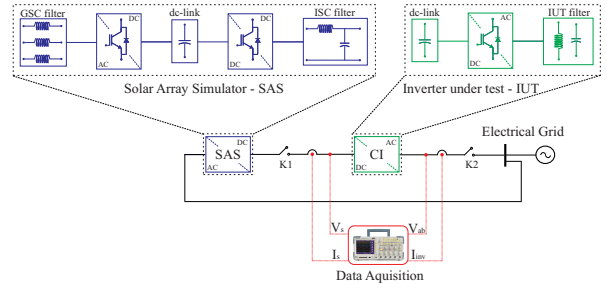 GSC filter
DC
AC
dc-link
DC
DC
ISC filter
Solar Array Simulator - SAS
dc-link
AC
DC
IUT filter
Inverter under test - IUT
Electrical Grid
DC
SAS
AC
K1
AC
CI
DC
K2
Vs
Vab
Is
Iinv
Data Aquisition